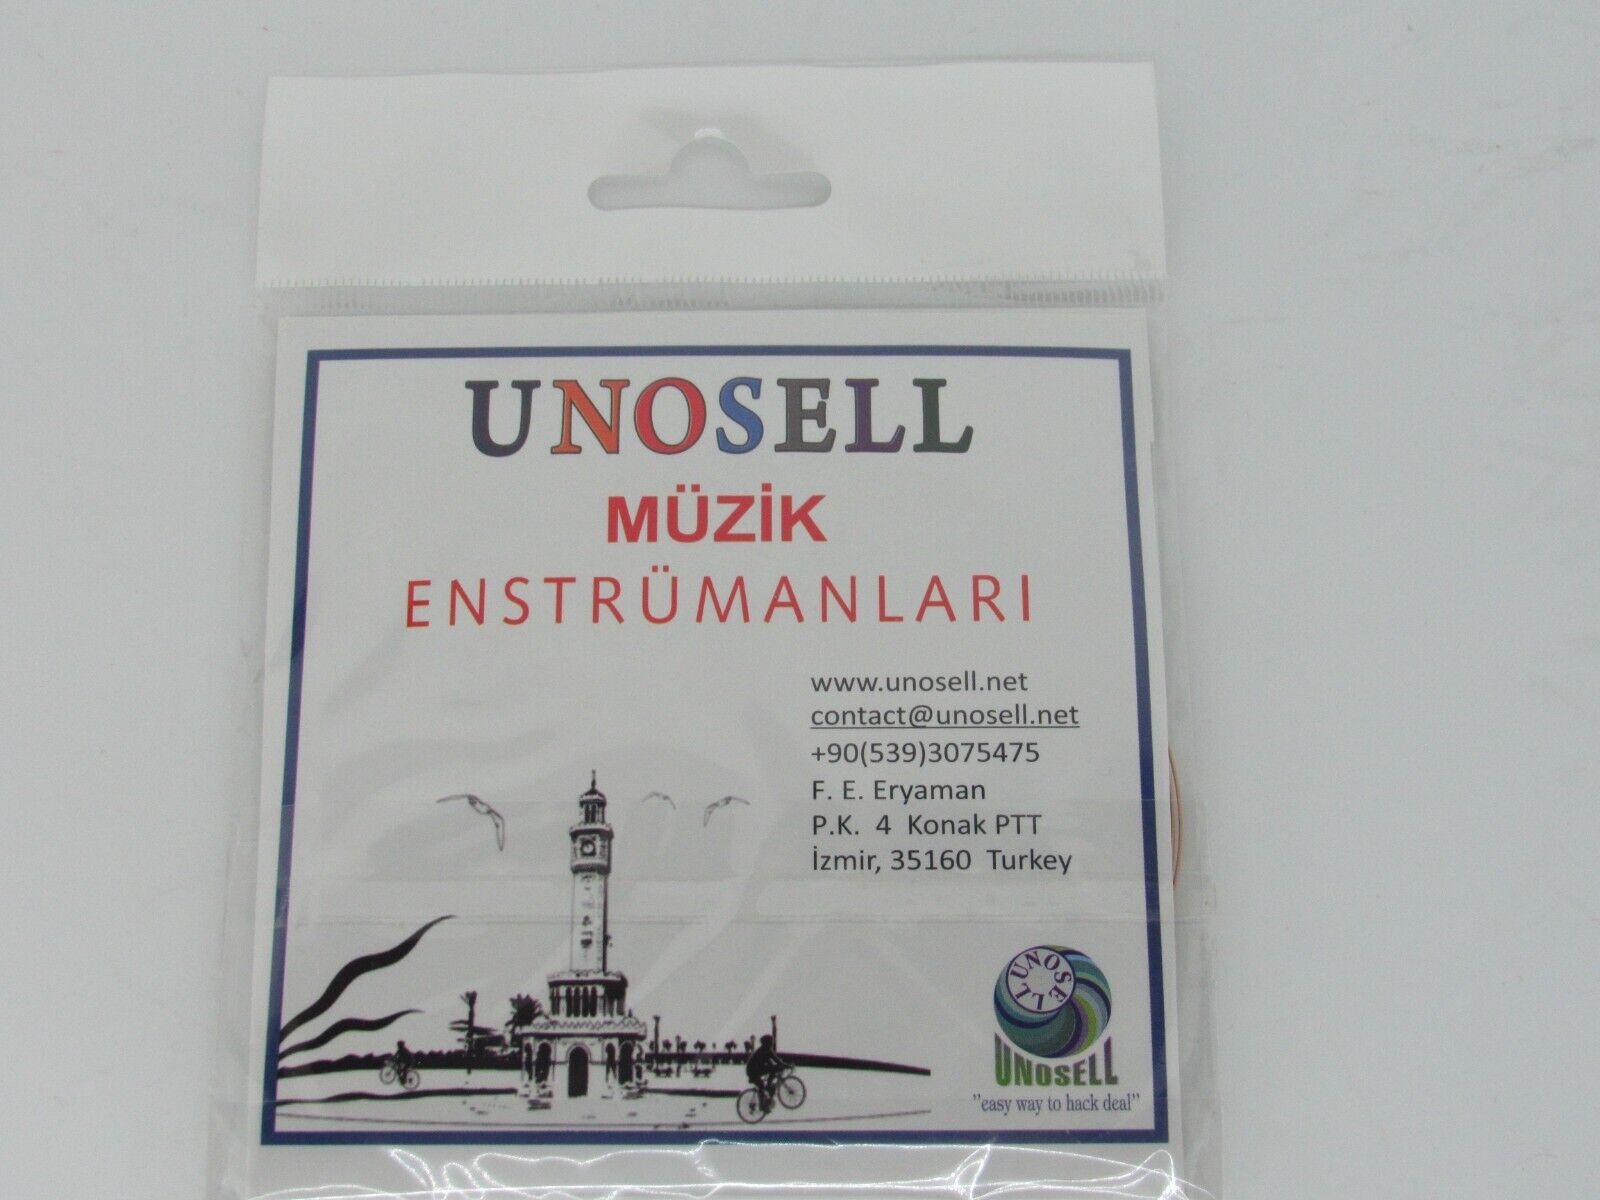 UNOSELL
MÜZİK
ENSTRÜMANLARI
www.unosell.net
contact@unosell.net
+90(539)3075475
F. E. Eryaman
P.K. 4 Konak PTT
İzmir, 35160 Turkey
UNOSELL
UNOSELL
"easy way to hack deal"